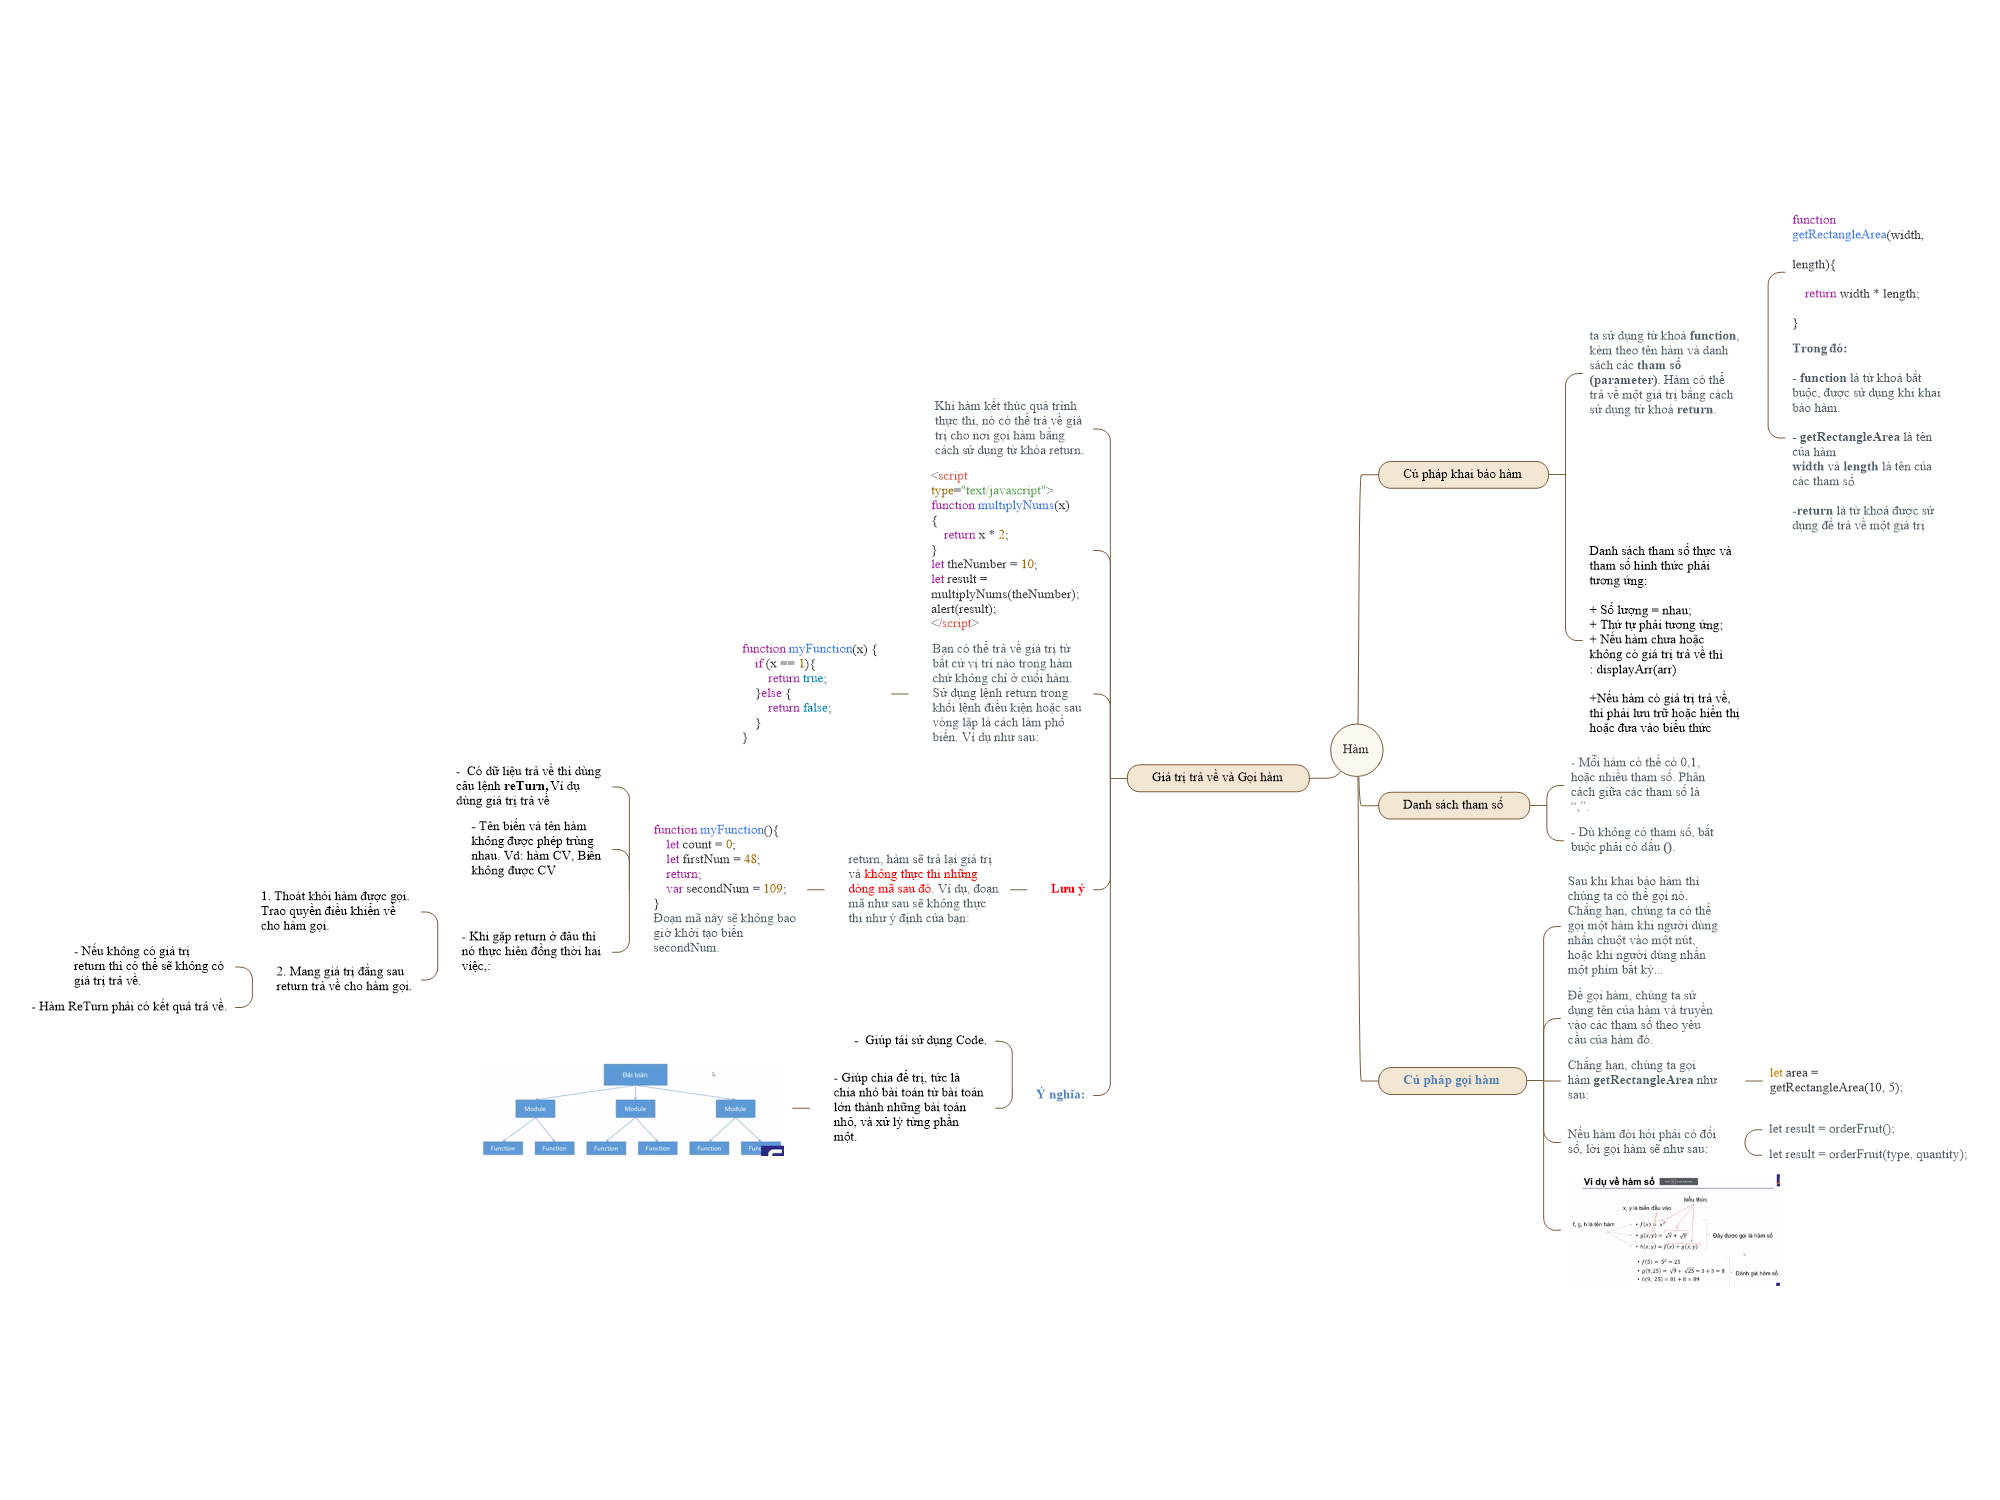 Hàm
Cú pháp khai báo hàm
ta sử dụng từ khoá function,
kèm theo tên hàm và danh
sách các tham số
(parameter). Hàm có thể
trả về một giá trị bằng cách
sử dụng từ khoá return.
function
getRectangleArea(width,
length){
return width * length;
}
Trong đó:
- function là từ khoá bắt
buộc, được sử dụng khi khai
báo hàm.
- getRectangleArea là tên
của hàm
width và length là tên của
các tham số
-return là từ khoá được sử
dụng để trả về một giá trị
Danh sách tham số thực và
tham số hình thức phải
tương ứng:
+ Số lượng = nhau;
+ Thứ tự phải tương ứng;
+ Nếu hàm chưa hoặc
không có giá trị trả về thì
: displayArr(arr)
+Nếu hàm có giá trị trả về,
thì phải lưu trữ hoặc hiển thị
hoặc đưa vào biểu thức
Danh sách tham số
- Mỗi hàm có thể có 0,1,
hoặc nhiều tham số. Phân
cách giữa các tham số là
“,”.
- Dù không có tham số, bắt
buộc phải có dấu ().
Cú pháp gọi hàm
Sau khi khai báo hàm thì
chúng ta có thể gọi nó.
Chẳng hạn, chúng ta có thể
gọi một hàm khi người dùng
nhấn chuột vào một nút,
hoặc khi người dùng nhấn
một phím bất kỳ...
Để gọi hàm, chúng ta sử
dụng tên của hàm và truyền
vào các tham số theo yêu
cầu của hàm đó.
Chẳng hạn, chúng ta gọi
hàm getRectangleArea như
sau:
let area =
getRectangleArea(10, 5);
Nếu hàm đòi hỏi phải có đối
số, lời gọi hàm sẽ như sau:
let result = orderFruit();
let result = orderFruit(type, quantity);
Ví dụ về hàm số
biểu thức
x, y là biến đầu vào
f, g, h là tên hàm
• f(x) = x²
• g(x,y) = √x + √y
• h(x,y) = f(x) + g(x,y)
Đây được gọi là hàm số
• f(5) = 5² = 25
• g(9,25) = √9 + √25 = 3 + 5 = 8
• h(9, 25) = 81 + 8 = 89
Đánh giá hàm số
Giá trị trả về và Gọi hàm
Khi hàm kết thúc quá trình
thực thi, nó có thể trả về giá
trị cho nơi gọi hàm bằng
cách sử dụng từ khóa return.
<script
type="text/javascript">
function multiplyNums(x)
{
return x * 2;
}
let theNumber = 10;
let result =
multiplyNums(theNumber);
alert(result);
</script>
Bạn có thể trả về giá trị từ
bất cứ vị trí nào trong hàm
chứ không chỉ ở cuối hàm.
Sử dụng lệnh return trong
khối lệnh điều kiện hoặc sau
vòng lặp là cách làm phổ
biến. Ví dụ như sau:
function myFunction(x) {
if (x == 1){
return true;
}else {
return false;
}
}
Lưu ý
return, hàm sẽ trả lại giá trị
và không thực thi những
dòng mã sau đó. Ví dụ, đoạn
mã như sau sẽ không thực
thi như ý định của bạn:
function myFunction(){
let count = 0;
let firstNum = 48;
return;
var secondNum = 109;
}
Đoạn mã này sẽ không bao
giờ khởi tạo biến
secondNum.
- Có dữ liệu trả về thì dùng
câu lệnh reTurn, Ví dụ
dùng giá trị trả về
- Tên biến và tên hàm
không được phép trùng
nhau. Vd: hàm CV, Biến
không được CV
- Khi gặp return ở đâu thì
nó thực hiên đồng thời hai
việc,:
1. Thoát khỏi hàm được gọi.
Trao quyền điều khiển về
cho hàm gọi.
2. Mang giá trị đằng sau
return trả về cho hàm gọi.
- Nếu không có giá trị
return thì có thể sẽ không có
giá trị trả về.
- Hàm ReTurn phải có kết quả trả về.
Ý nghĩa:
- Giúp tái sử dụng Code.
- Giúp chia để trị, tức là
chia nhỏ bài toán từ bài toán
lớn thành những bài toán
nhỏ, và xử lý từng phần
một.
Bài toán
Module Module Module
Function Function Function Function Function Func